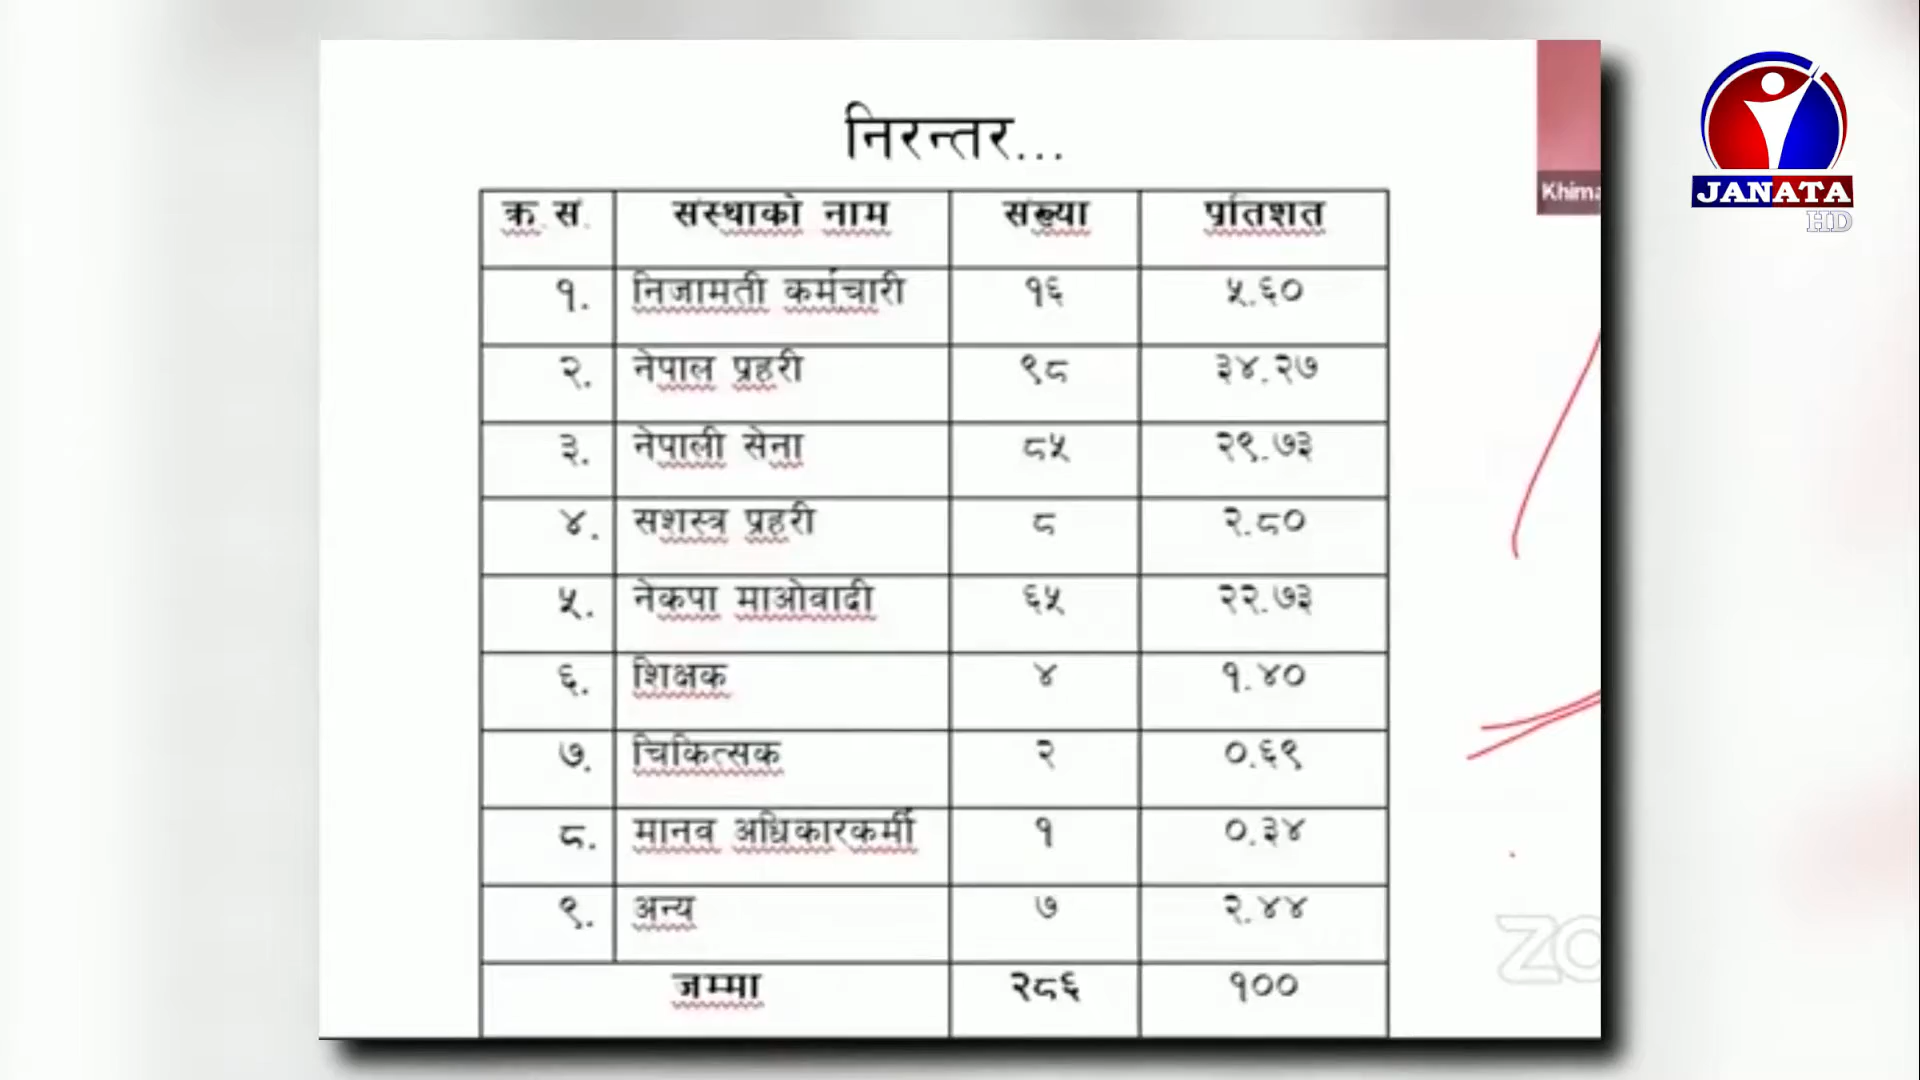 निरन्तर...
क्र.स. संस्थाको नाम संख्या प्रतिशत
१. निजामती कर्मचारी १६ ५.६०
२. नेपाल प्रहरी ९८ ३४.२७
३. नेपाली सेना ८५ २९.७३
४. सशस्त्र प्रहरी ८ २.८०
५. नेकपा माओवादी ६५ २२.७३
६. शिक्षक ४ १.४०
७. चिकित्सक २ ०.६९
८. मानव अधिकारकर्मी १ ०.३४
९. अन्य ७ २.४४
जम्मा २८६ १००
JANATA
HD